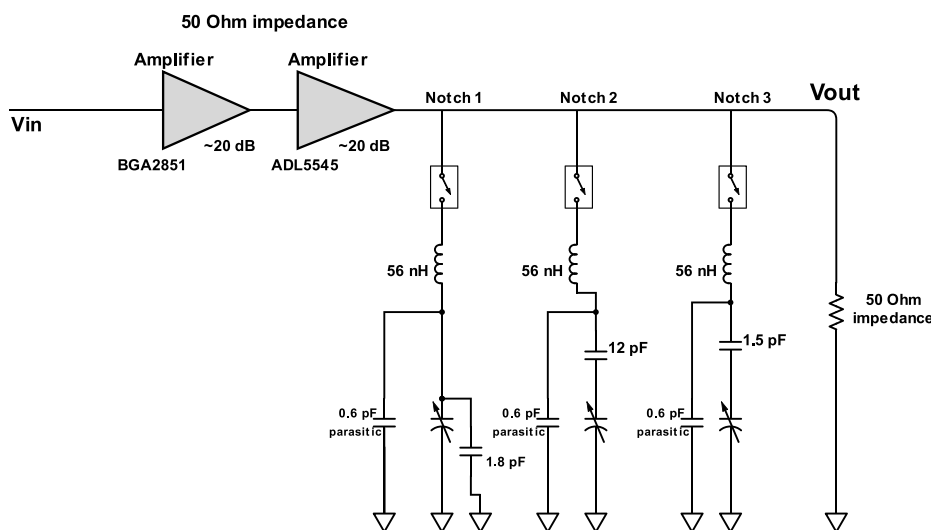 50 Ohm impedance
Amplifier
Amplifier
Notch 1
Notch 2
Notch 3
Vout
Vin
~20 dB
~20 dB
BGA2851
ADL5545
56 nH
56 nH
56 nH
50 Ohm
impedance
12 pF
1.5 pF
0.6 pF
parasitic
0.6 pF
parasitic
0.6 pF
parasitic
1.8 pF